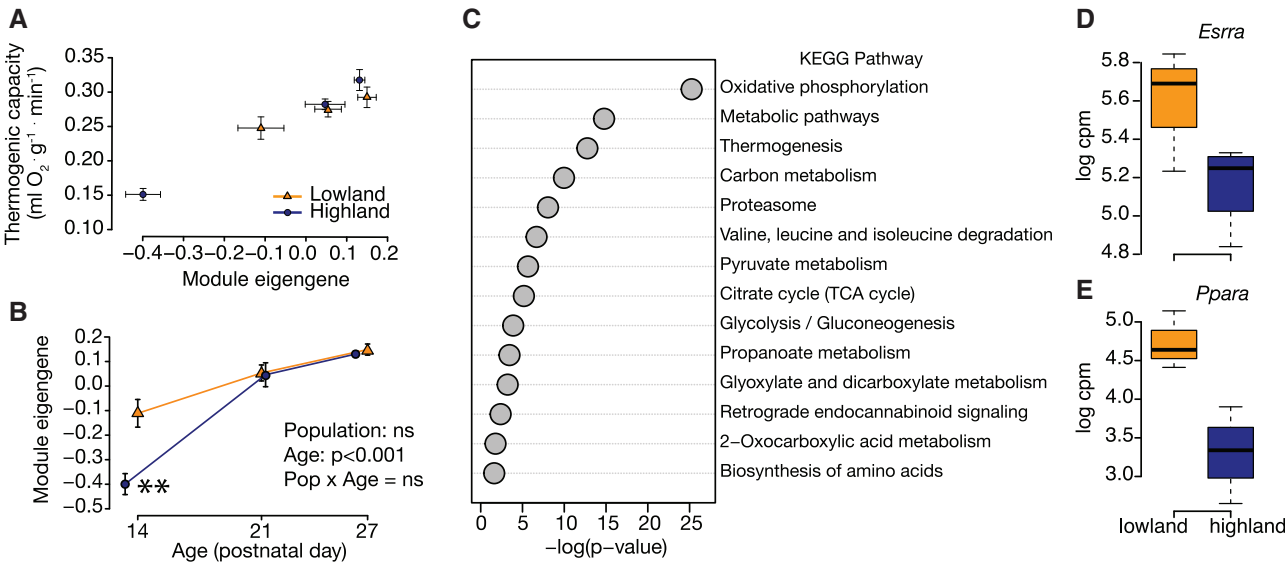 A
Thermogenic capacity
(ml O2 · g-1 · min-1)
0.35
0.30
0.25
0.20
0.15
0.10
Lowland
Highland
−0.4 −0.3 −0.2 −0.1 0.0 0.1 0.2
Module eigengene
B
Module eigengene
0.2
0.1
0.0
−0.1
−0.2
−0.3
−0.4
−0.5
**
Population: ns
Age: p<0.001
Pop x Age = ns
14 21 27
Age (postnatal day)
C
KEGG Pathway
Oxidative phosphorylation
Metabolic pathways
Thermogenesis
Carbon metabolism
Proteasome
Valine, leucine and isoleucine degradation
Pyruvate metabolism
Citrate cycle (TCA cycle)
Glycolysis / Gluconeogenesis
Propanoate metabolism
Glyoxylate and dicarboxylate metabolism
Retrograde endocannabinoid signaling
2−Oxocarboxylic acid metabolism
Biosynthesis of amino acids
0 5 10 15 20 25
−log(p−value)
D
Esrra
log cpm
5.8
5.6
5.4
5.2
5.0
4.8
E
Ppara
log cpm
5.0
4.5
4.0
3.5
3.0
lowland highland